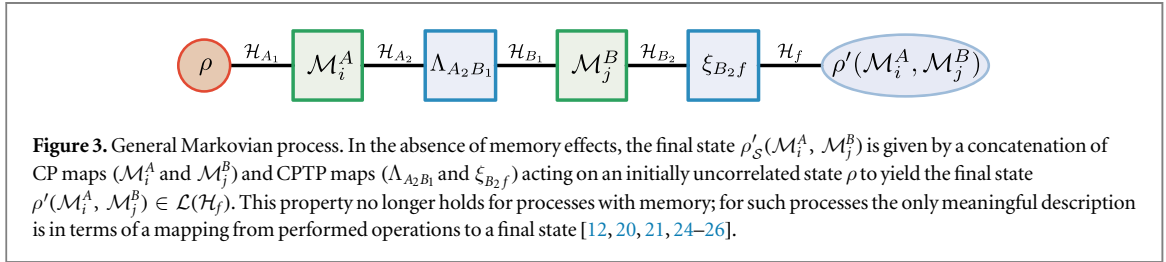 ρ H_{A_1} M_i^A H_{A_2} Λ_{A_2B_1} H_{B_1} M_j^B H_{B_2} ξ_{B_2f} H_f ρ′(M_i^A, M_j^B)
Figure 3. General Markovian process. In the absence of memory effects, the final state ρ′_S(M_i^A, M_j^B) is given by a concatenation of
CP maps (M_i^A and M_j^B) and CPTP maps (Λ_{A_2B_1} and ξ_{B_2f}) acting on an initially uncorrelated state ρ to yield the final state
ρ′(M_i^A, M_j^B) ∈ L(H_f). This property no longer holds for processes with memory; for such processes the only meaningful description
is in terms of a mapping from performed operations to a final state [12, 20, 21, 24–26].